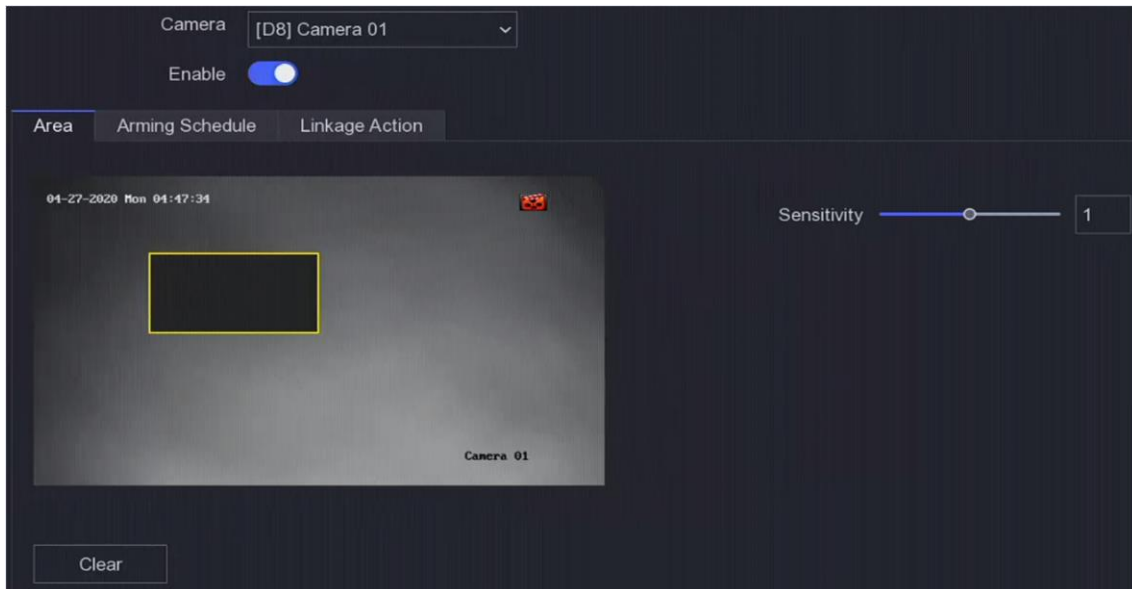 Camera [D8] Camera 01
Enable
Area Arming Schedule Linkage Action
04-27-2020 Mon 04:47:34
Sensitivity 1
Camera 01
Clear